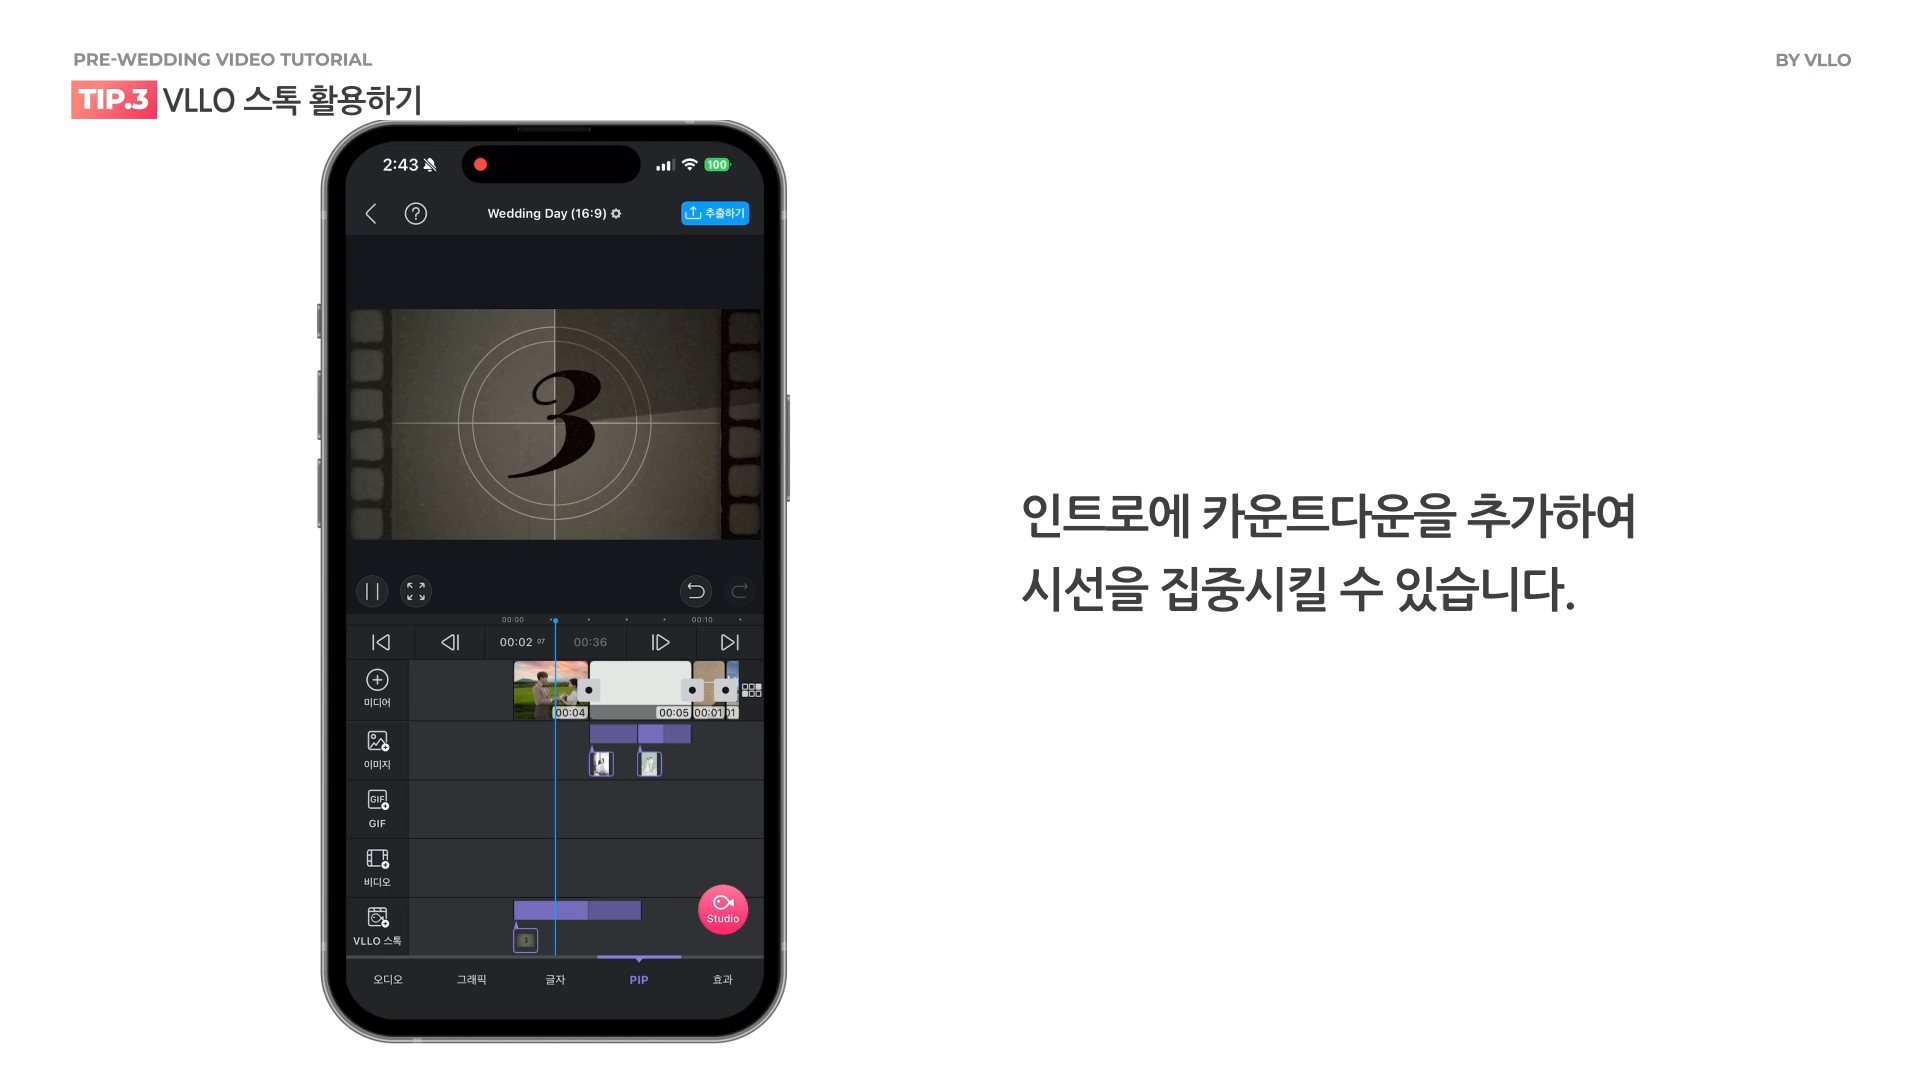 PRE-WEDDING VIDEO TUTORIAL
BY VLLO
TIP.3 VLLO 스톡 활용하기
2:43
100
Wedding Day (16:9)
추출하기
3
00:00
00:10
00:02 07
00:36
미디어
00:04
00:05
00:01
01
이미지
GIF
GIF
비디오
Studio
VLLO 스톡
오디오
그래픽
글자
PIP
효과
인트로에 카운트다운을 추가하여
시선을 집중시킬 수 있습니다.